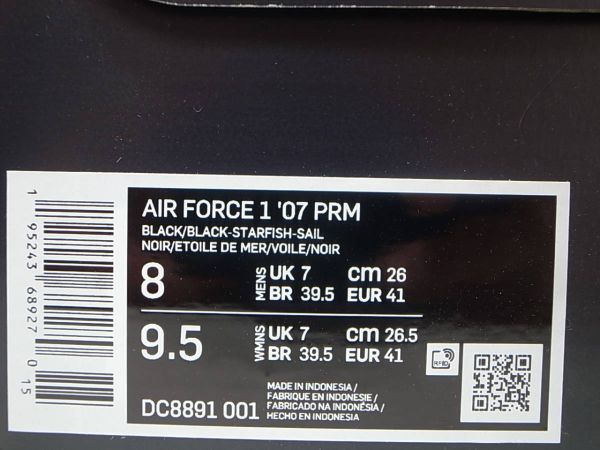 AIR FORCE 1 '07 PRM
BLACK/BLACK-STARFISH-SAIL
NOIR/ETOILE DE MER/VOILE/NOIR
8 MENS UK 7 cm 26
BR 39.5 EUR 41
9.5 WMNS UK 7 cm 26.5
BR 39.5 EUR 41
RFID
MADE IN INDONESIA/
FABRIQUE EN INDONESIE/
FABRICADO NA INDONÉSIA/
HECHO EN INDONESIA
DC8891 001
1 95243 68927 0 15